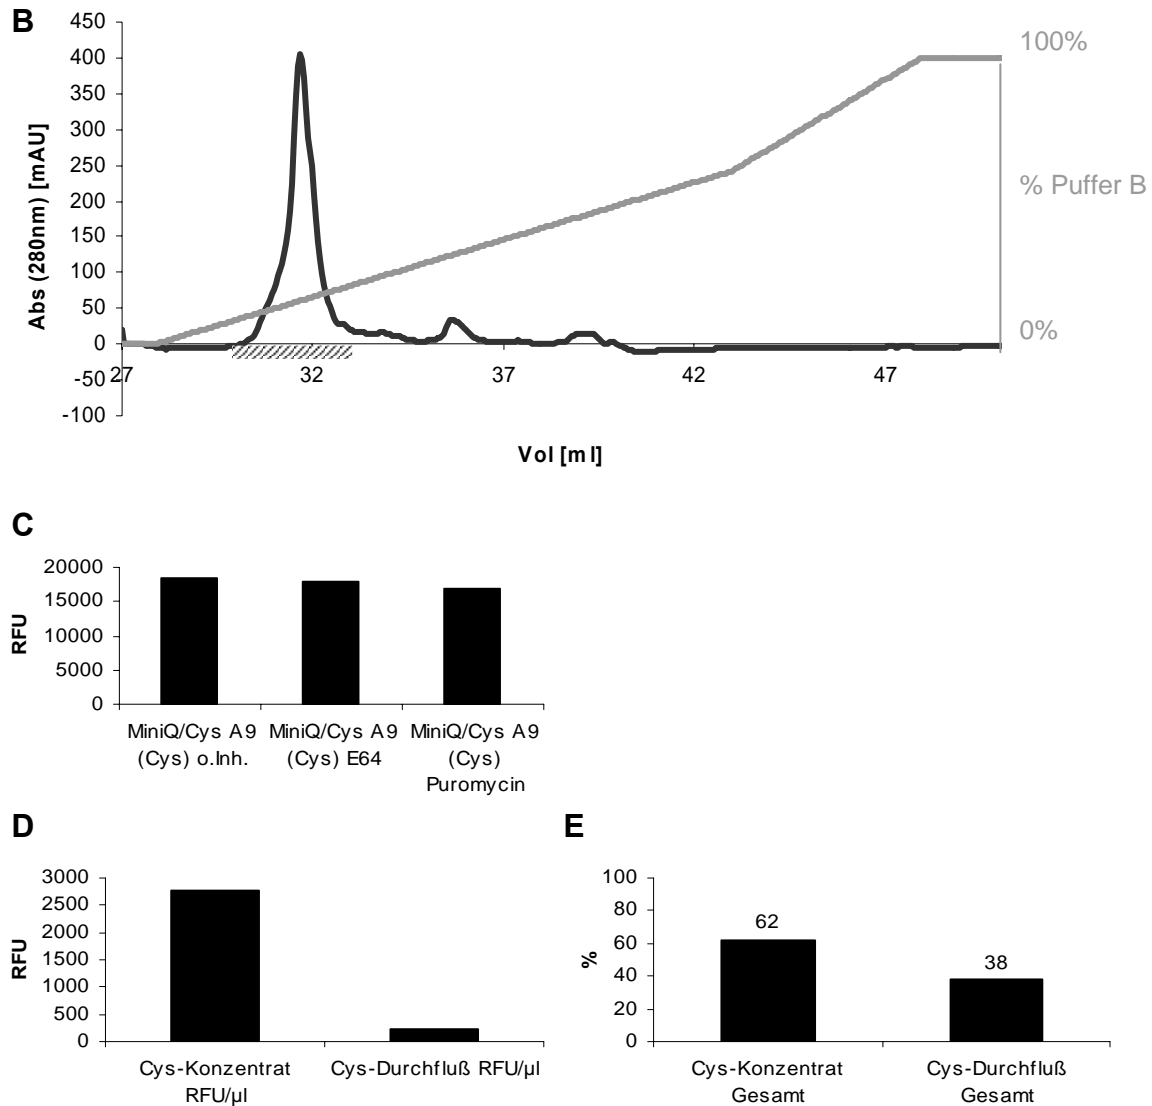 B
450
400
350
300
250
200
150
100
50
0
-50
-100
Abs (280nm) [mAU]
27
32
37
42
47
Vol [ml]
100%
% Puffer B
0%
C
20000
15000
10000
5000
0
RFU
MiniQ/Cys A9 (Cys) o.Inh.
MiniQ/Cys A9 (Cys) E64
MiniQ/Cys A9 (Cys) Puromycin
D
3000
2500
2000
1500
1000
500
0
RFU
Cys-Konzentrat RFU/µl
Cys-Durchfluß RFU/µl
E
100
80
60
40
20
0
%
62
38
Cys-Konzentrat Gesamt
Cys-Durchfluß Gesamt